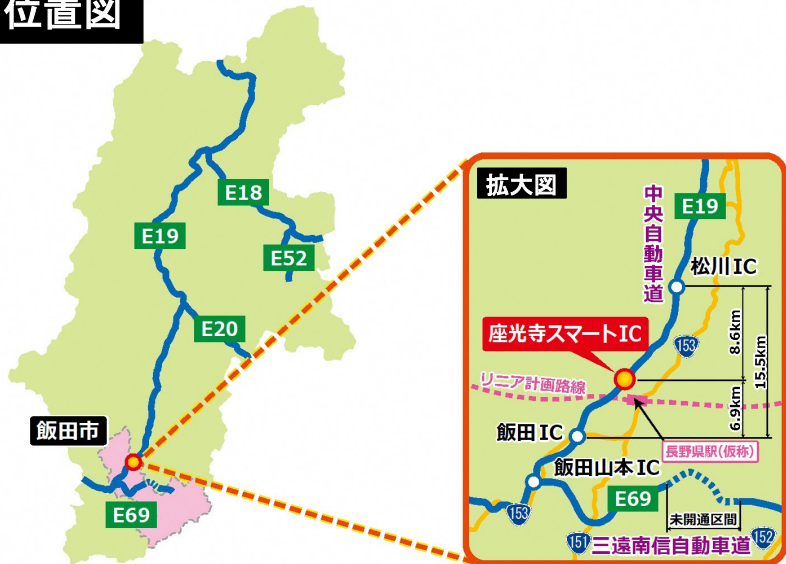 位置図
E18
E19
E52
E20
飯田市
E69
拡大図
中央自動車道
E19
松川IC
座光寺スマートIC
153
8.6km
15.5km
リニア計画路線
6.9km
飯田IC
長野県駅(仮称)
飯田山本IC
E69
153
未開通区間
151
三遠南信自動車道
152